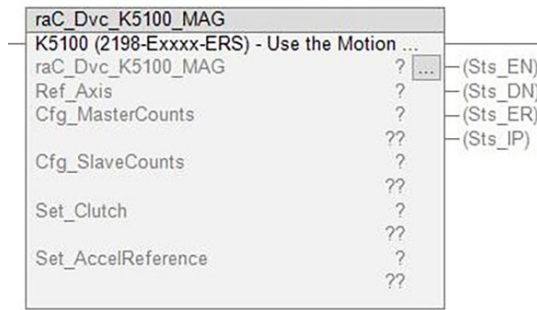 raC_Dvc_K5100_MAG
K5100 (2198-Exxxx-ERS) - Use the Motion ...
raC_Dvc_K5100_MAG ? ... (Sts_EN)
Ref_Axis ? (Sts_DN)
Cfg_MasterCounts ? (Sts_ER)
?? (Sts_IP)
Cfg_SlaveCounts ?
??
Set_Clutch ?
??
Set_AccelReference ?
??